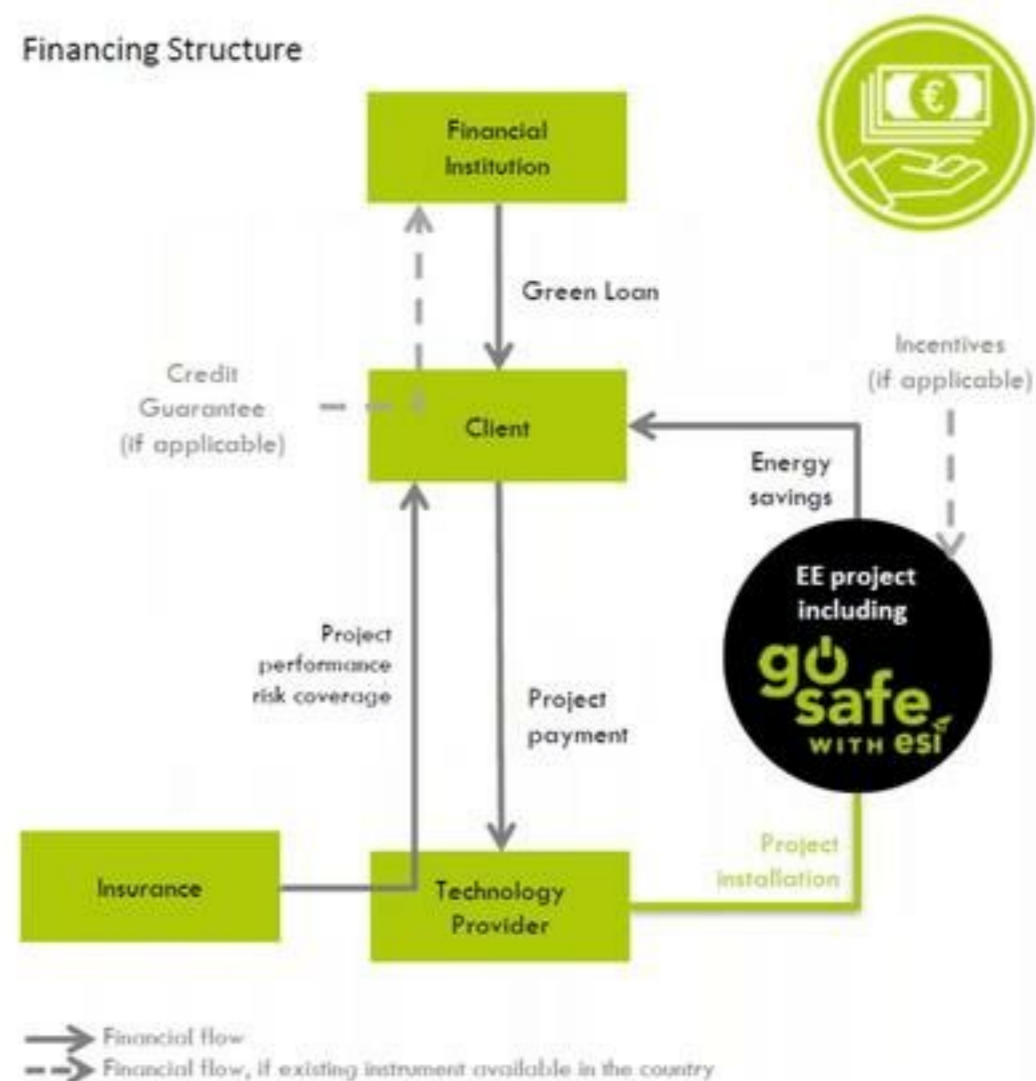 Financing Structure
€
Financial
Institution
Green Loan
Credit
Guarantee
(if applicable)
Client
Incentives
(if applicable)
Energy
savings
EE project
including
go
safe
WITH esi
Project
performance
risk coverage
Project
payment
Project
installation
Insurance
Technology
Provider
Financial flow
Financial flow, if existing instrument available in the country